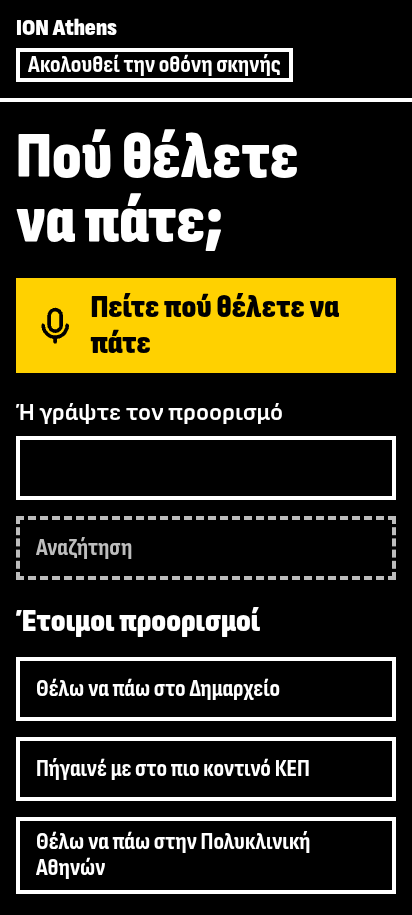 ION Athens
Ακολουθεί την οθόνη σκηνής
Πού θέλετε
να πάτε;
Πείτε πού θέλετε να
πάτε
Ή γράψτε τον προορισμό
Αναζήτηση
Έτοιμοι προορισμοί
Θέλω να πάω στο Δημαρχείο
Πήγαινέ με στο πιο κοντινό ΚΕΠ
Θέλω να πάω στην Πολυκλινική
Αθηνών